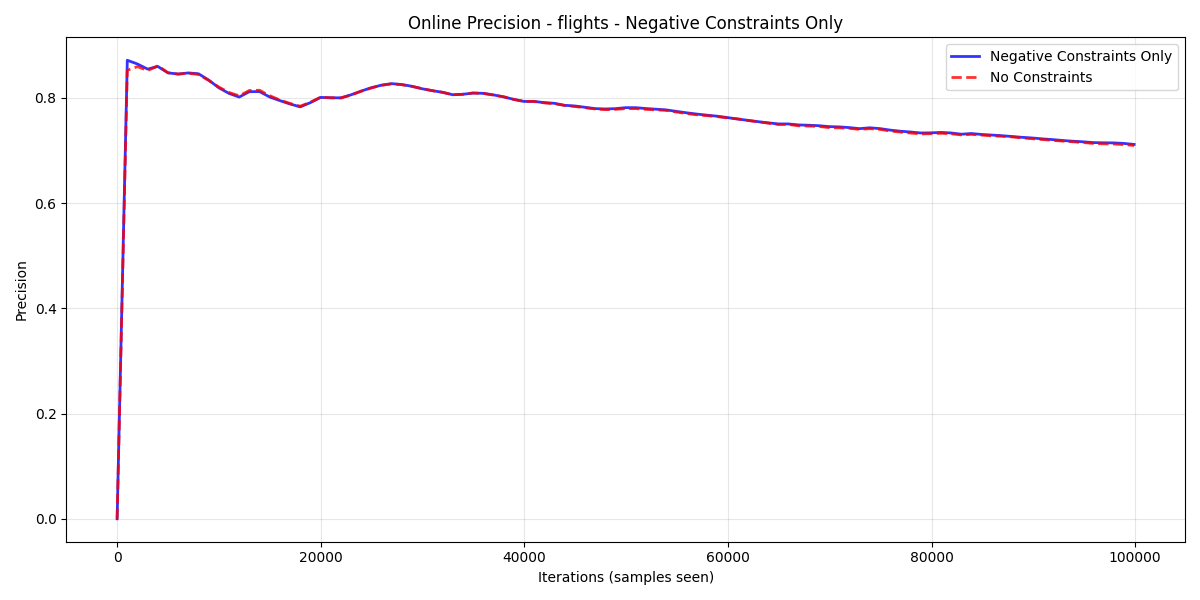 Online Precision - flights - Negative Constraints Only
Negative Constraints Only
No Constraints
Precision
0.8
0.6
0.4
0.2
0.0
0
20000
40000
60000
80000
100000
Iterations (samples seen)